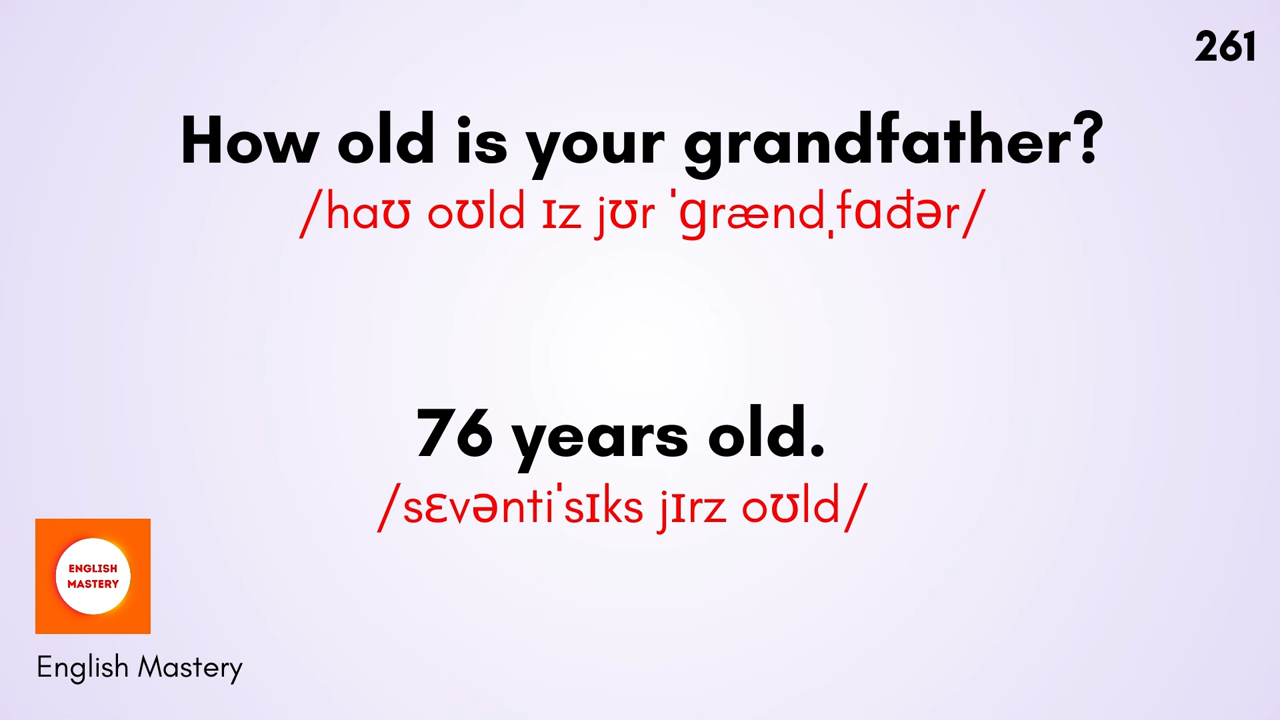 261
How old is your grandfather?
/haʊ oʊld ɪz jʊr ˈɡrændˌfɑđər/
76 years old.
/sɛvəntiˈsɪks jɪrz oʊld/
ENGLISH
MASTERY
English Mastery